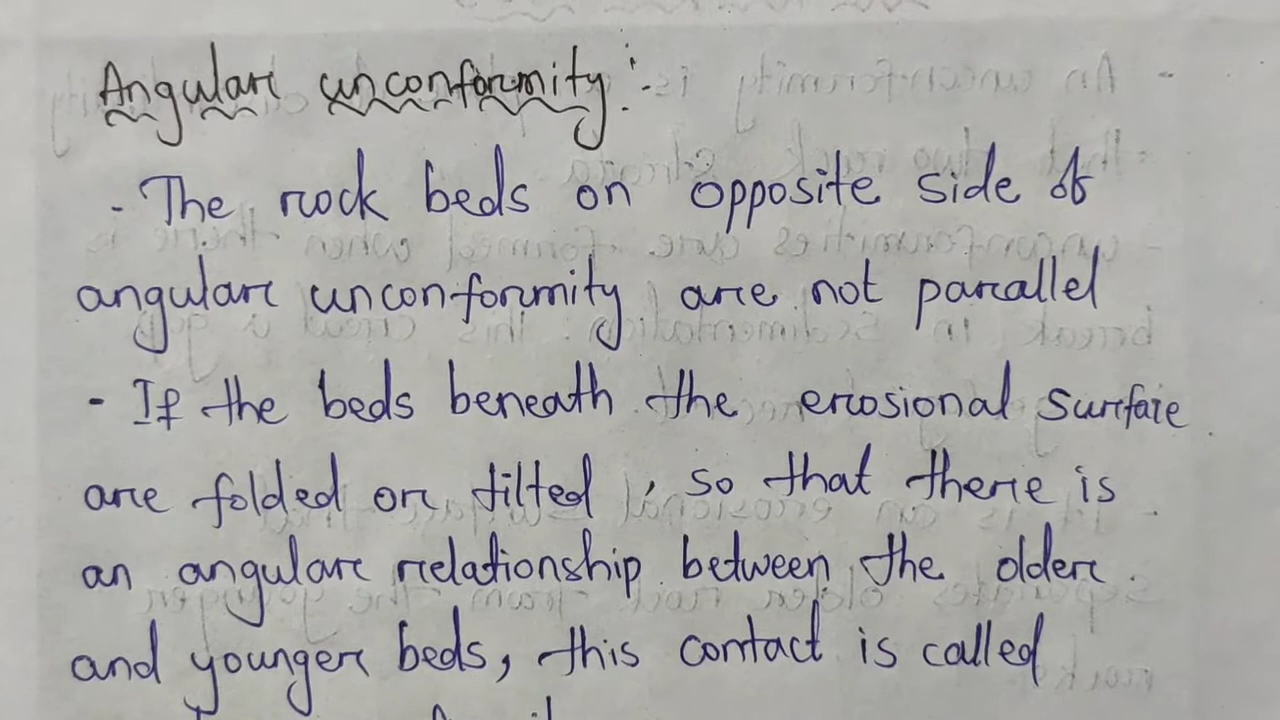 Angular unconformity:-
- The rock beds on opposite side of
angular unconformity are not parallel
- If the beds beneath the erosional surface
are folded or tilted, so that there is
an angular relationship between the older
and younger beds, this contact is called